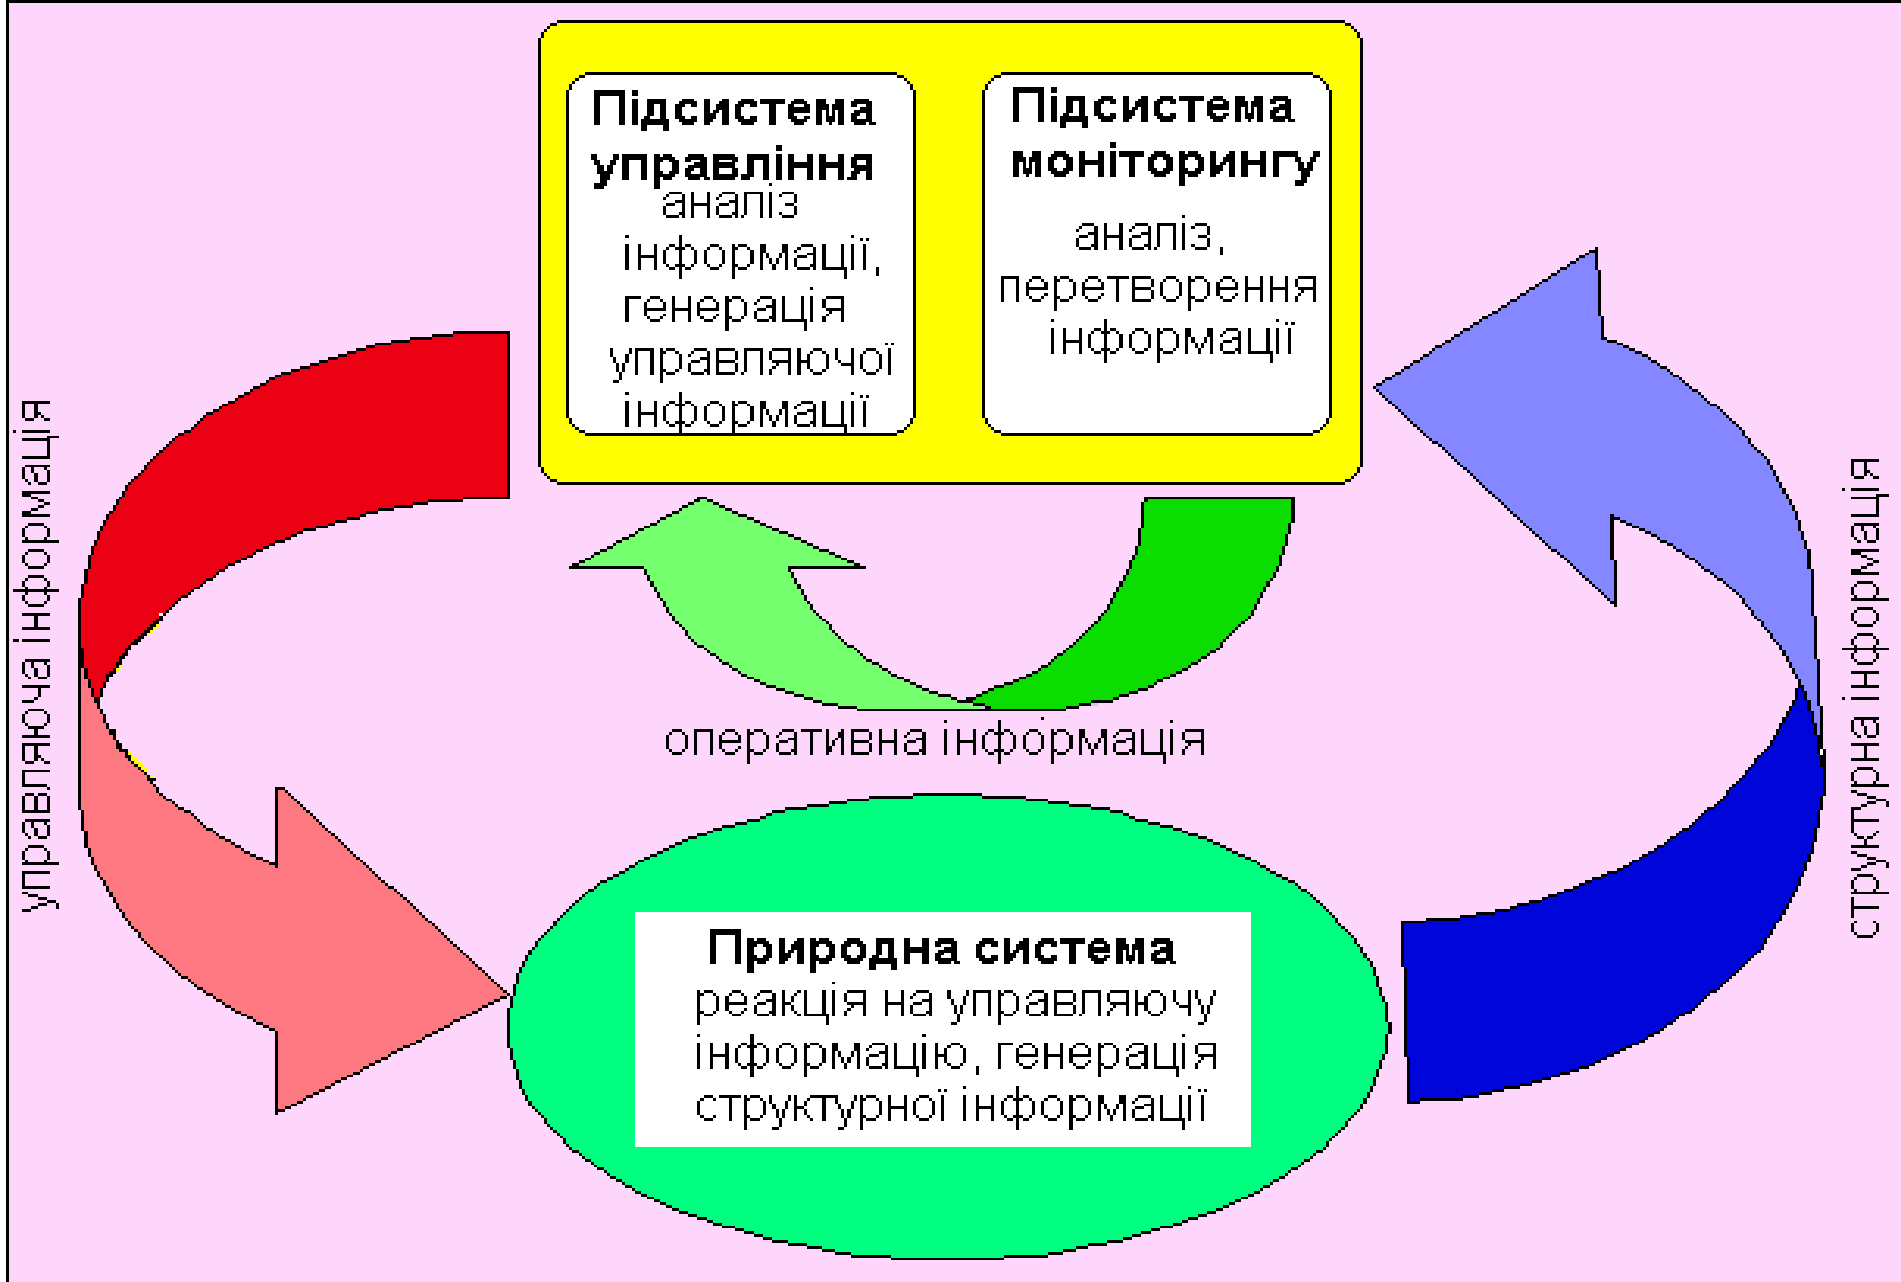 Підсистема
управління
аналіз
інформації,
генерація
управляючої
інформації
Підсистема
моніторингу
аналіз,
перетворення
інформації
управляюча інформація
структурна інформація
оперативна інформація
Природна система
реакція на управляючу
інформацію, генерація
структурної інформації